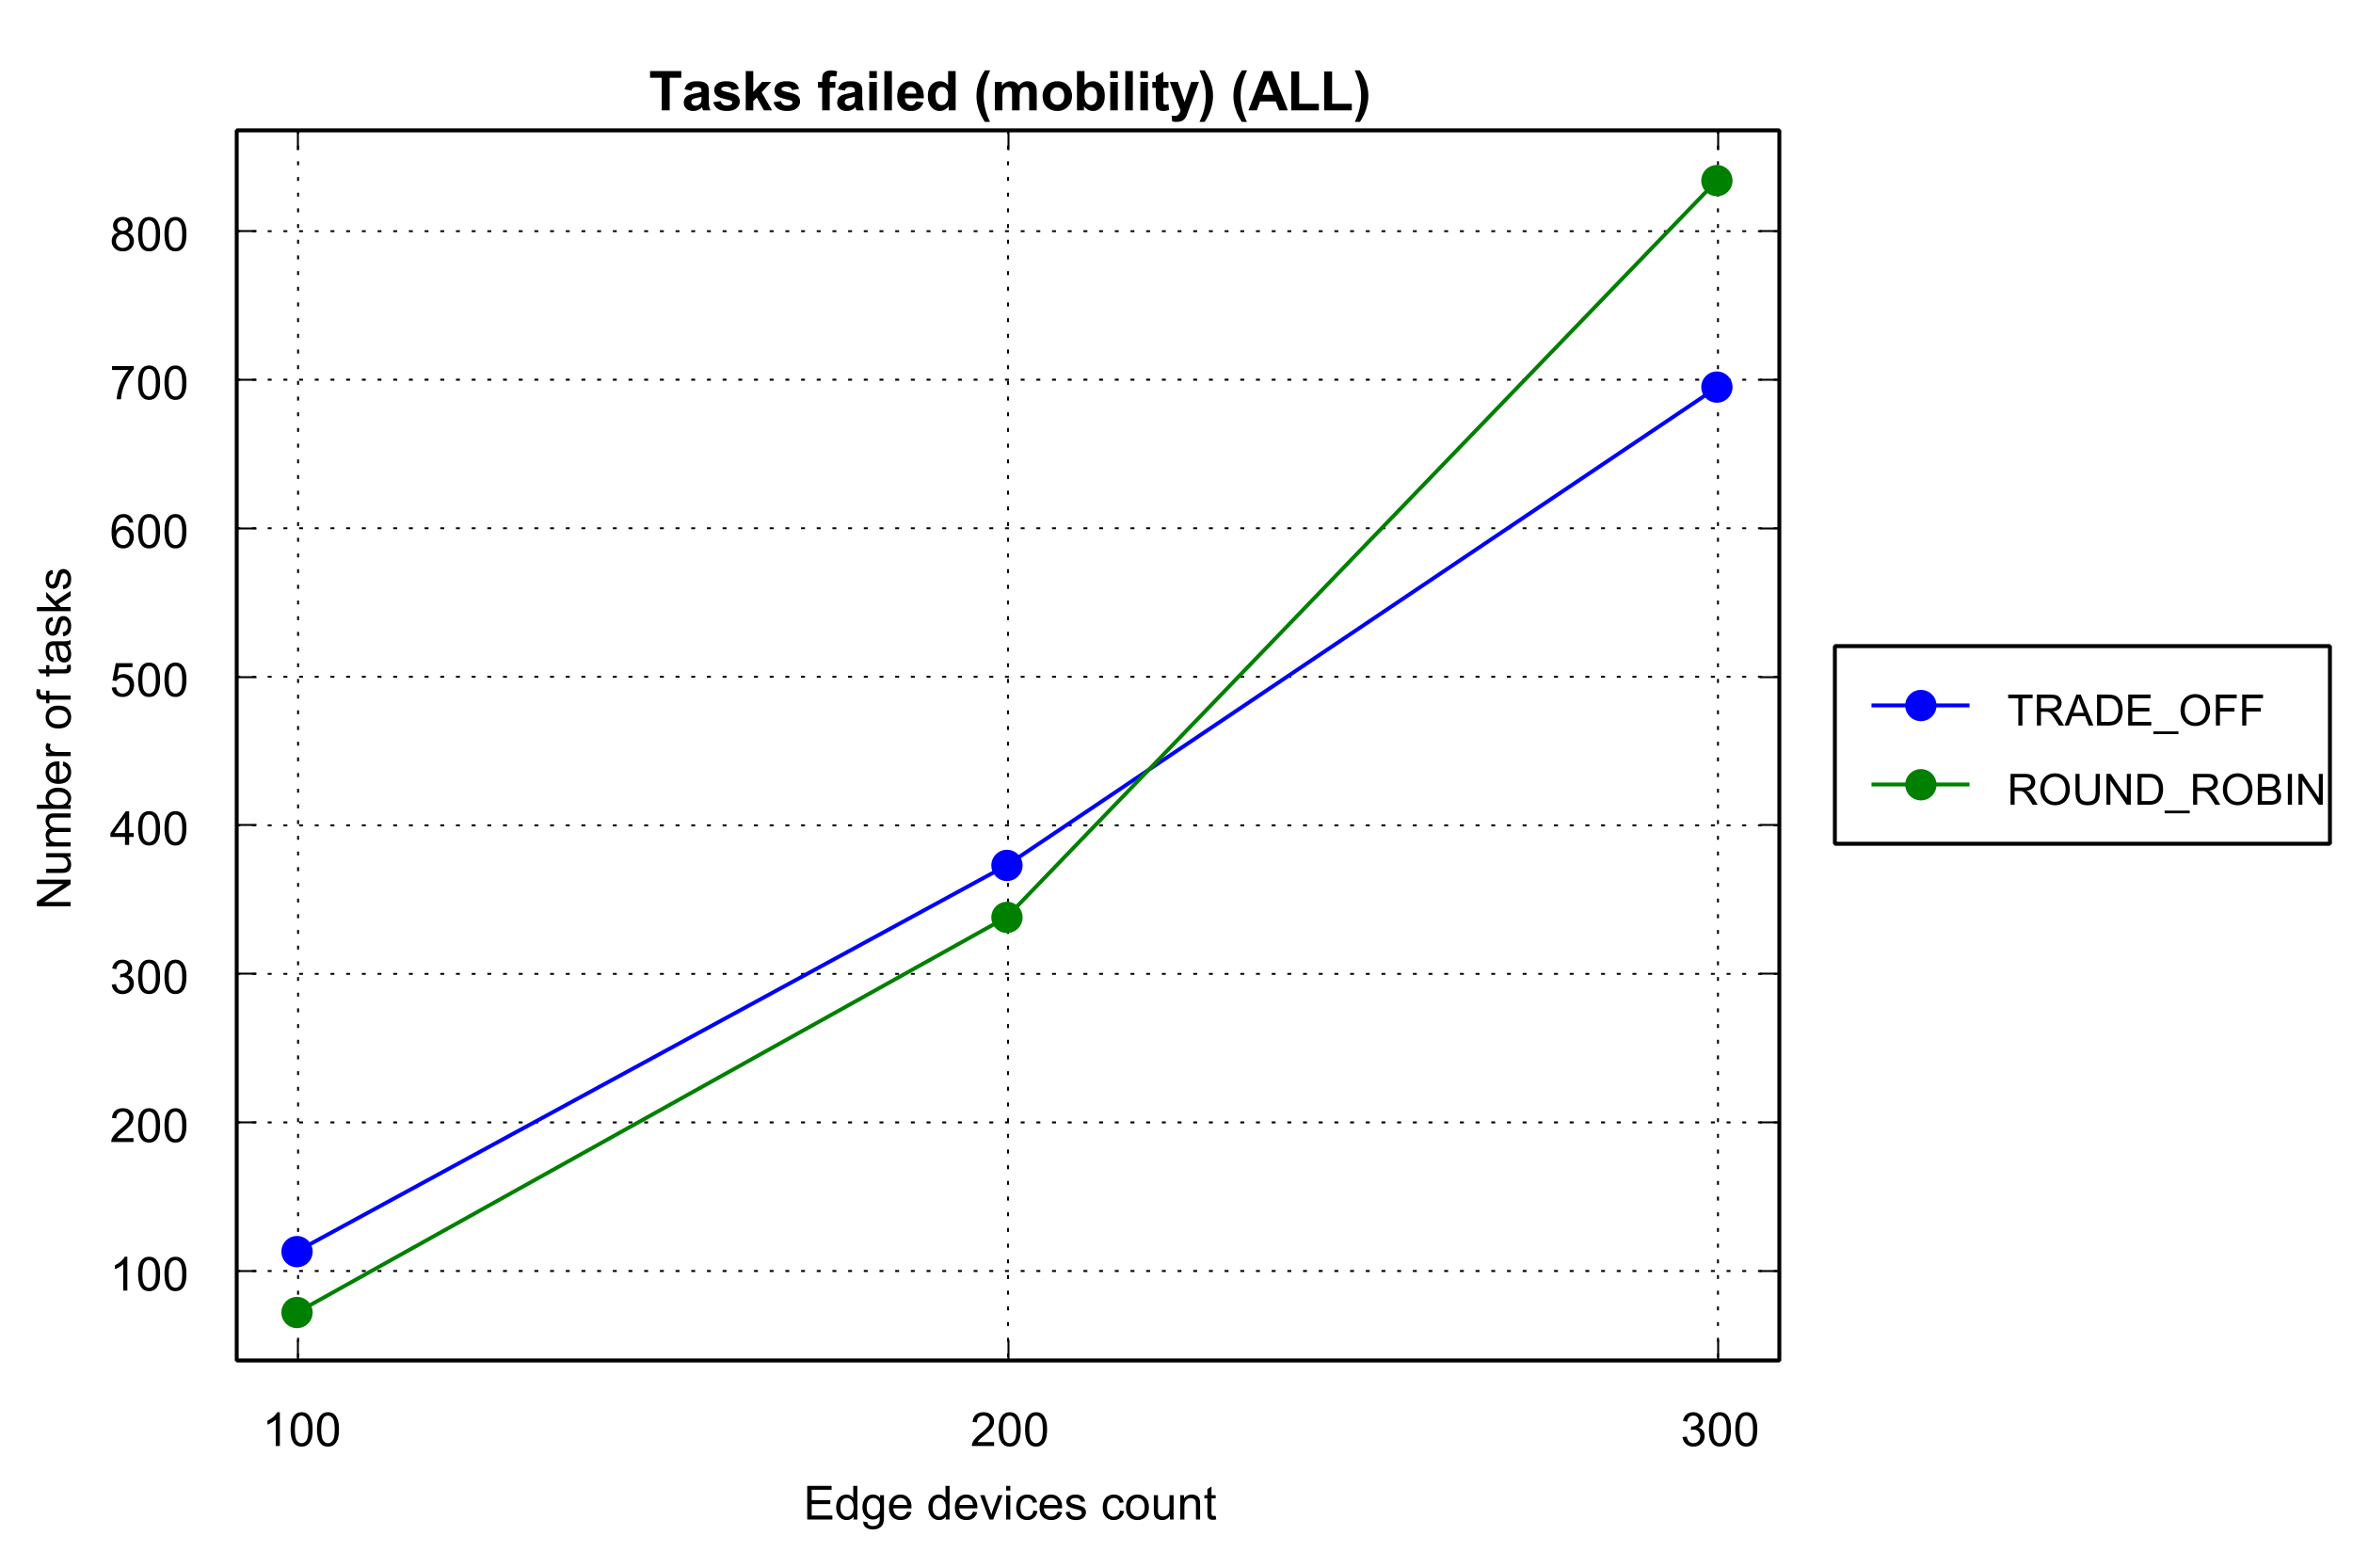 Tasks failed (mobility) (ALL)
800
700
600
500
400
300
200
100
Number of tasks
100 200 300
Edge devices count
TRADE_OFF
ROUND_ROBIN